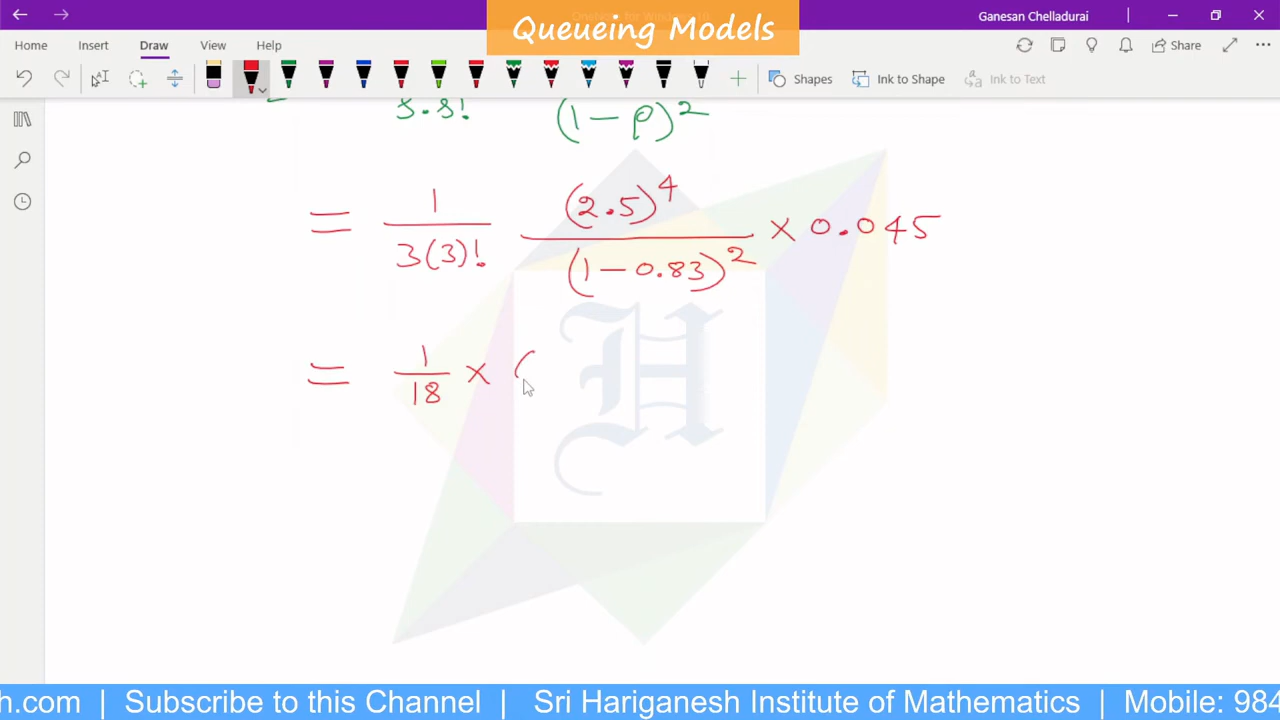 Queueing Models
Ganesan Chelladurai
Home Insert Draw View Help
Share
Shapes Ink to Shape Ink to Text
s.s! (1-ρ)²
= 1/3(3)! (2.5)⁴/(1-0.83)² × 0.045
= 1/18 × (
H
h.com | Subscribe to this Channel | Sri Hariganesh Institute of Mathematics | Mobile: 984